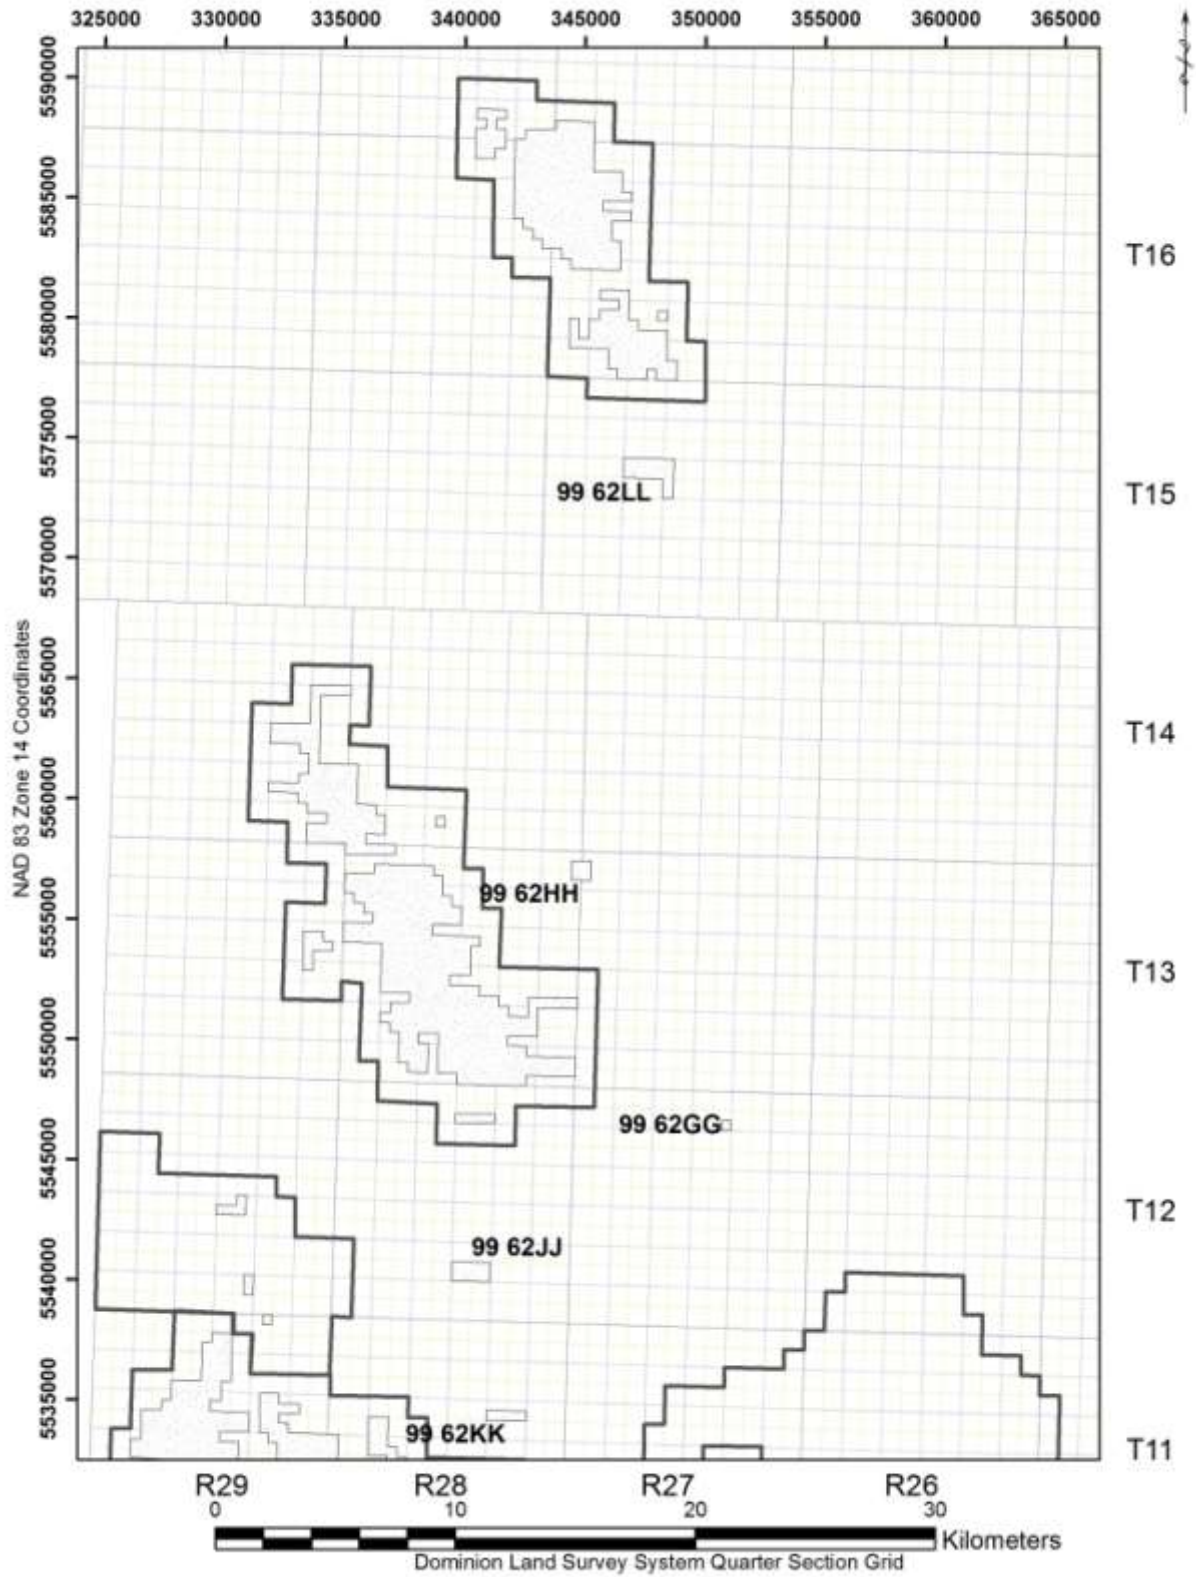 325000 330000 335000 340000 345000 350000 355000 360000 365000
5590000
5585000
T16
5580000
5575000
99 62LL
T15
5570000
NAD 83 Zone 14 Coordinates
5565000
T14
5560000
99 62HH
5555000
T13
5550000
99 62GG
5545000
T12
99 62JJ
5540000
5535000
99 62KK
T11
R29 R28 R27 R26
0 10 20 30
Kilometers
Dominion Land Survey System Quarter Section Grid